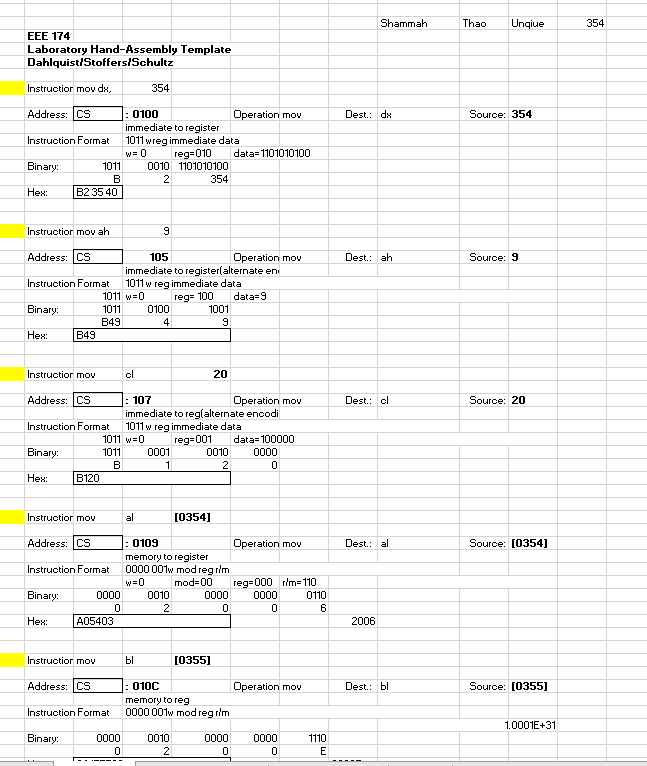 Shammah Thao Unqiue 354
EEE 174
Laboratory Hand-Assembly Template
Dahlquist/Stoffers/Schultz
Instruction mov dx, 354
Address: CS : 0100 Operation mov Dest.: dx Source: 354
immediate to register
Instruction Format 1011 wreg immediate data
w= 0 reg=010 data=1101010100
Binary: 1011 0010 1101010100
B 2 354
Hex: B2 35 40
Instruction mov ah 9
Address: CS 105 Operation mov Dest.: ah Source: 9
immediate to register(alternate en
Instruction Format 1011 w reg immediate data
1011 w=0 reg= 100 data=9
Binary: 1011 0100 1001
B49 4 9
Hex: B49
Instruction mov cl 20
Address: CS : 107 Operation mov Dest.: cl Source: 20
immediate to reg(alternate encodi
Instruction Format 1011 w reg immediate data
1011 w=0 reg=001 data=100000
Binary: 1011 0001 0010 0000
B 1 2 0
Hex: B120
Instruction mov al [0354]
Address: CS : 0109 Operation mov Dest.: al Source: [0354]
memory to register
Instruction Format 0000 001w mod reg r/m
w=0 mod=00 reg=000 r/m=110
Binary: 0000 0010 0000 0000 0110
0 2 0 0 6
Hex: A05403 2006
Instruction mov bl [0355]
Address: CS : 010C Operation mov Dest.: bl Source: [0355]
memory to reg
Instruction Format 0000 001w mod reg r/m
1.0001E+31
Binary: 0000 0010 0000 0000 1110
0 2 0 0 E